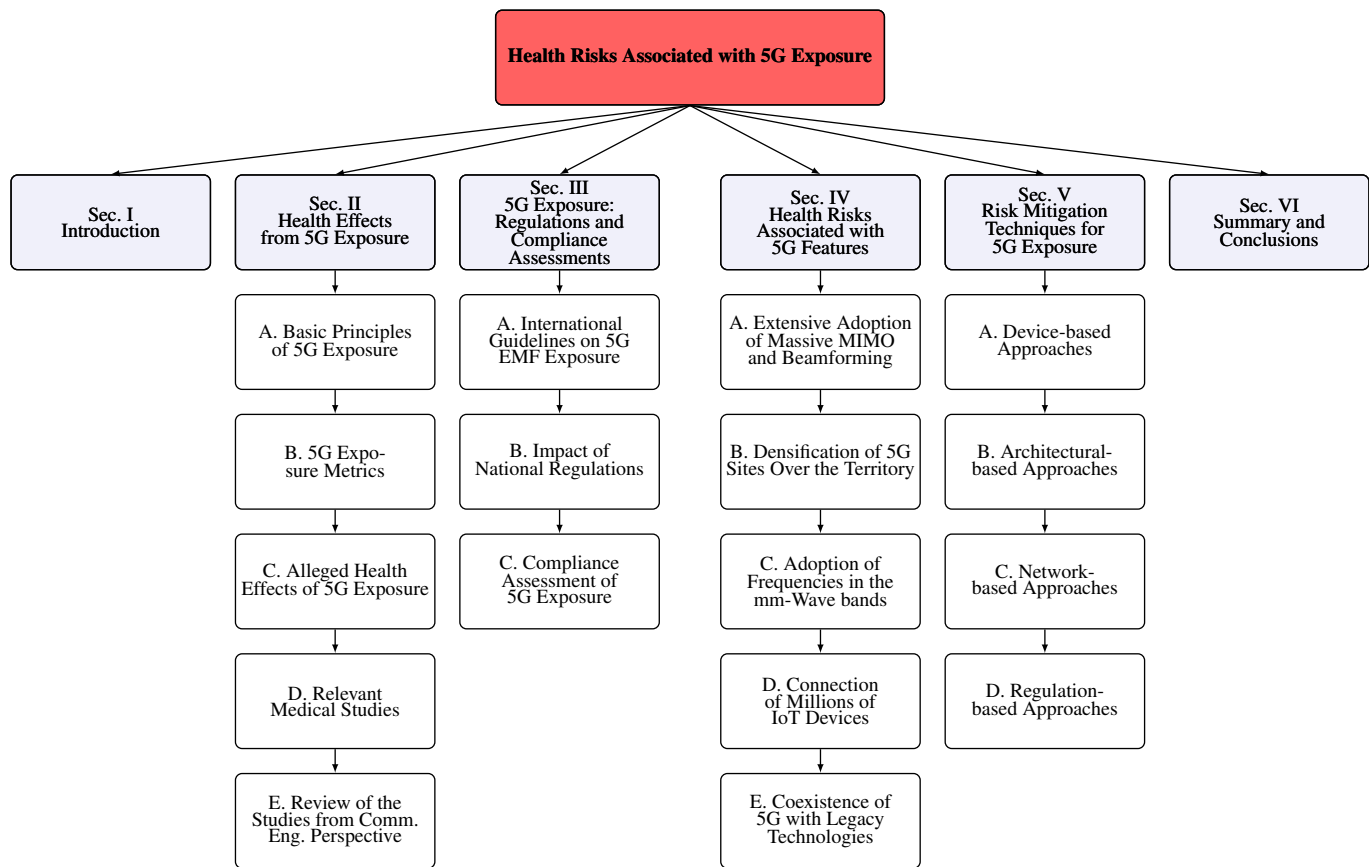 Health Risks Associated with 5G Exposure
Sec. I
Introduction
Sec. II
Health Effects
from 5G Exposure
Sec. III
5G Exposure:
Regulations and
Compliance
Assessments
Sec. IV
Health Risks
Associated with
5G Features
Sec. V
Risk Mitigation
Techniques for
5G Exposure
Sec. VI
Summary and
Conclusions
A. Basic Principles
of 5G Exposure
B. 5G Expo-
sure Metrics
C. Alleged Health
Effects of 5G Exposure
D. Relevant
Medical Studies
E. Review of the
Studies from Comm.
Eng. Perspective
A. International
Guidelines on 5G
EMF Exposure
B. Impact of
National Regulations
C. Compliance
Assessment of
5G Exposure
A. Extensive Adoption
of Massive MIMO
and Beamforming
B. Densification of 5G
Sites Over the Territory
C. Adoption of
Frequencies in the
mm-Wave bands
D. Connection
of Millions of
IoT Devices
E. Coexistence of
5G with Legacy
Technologies
A. Device-based
Approaches
B. Architectural-
based Approaches
C. Network-
based Approaches
D. Regulation-
based Approaches